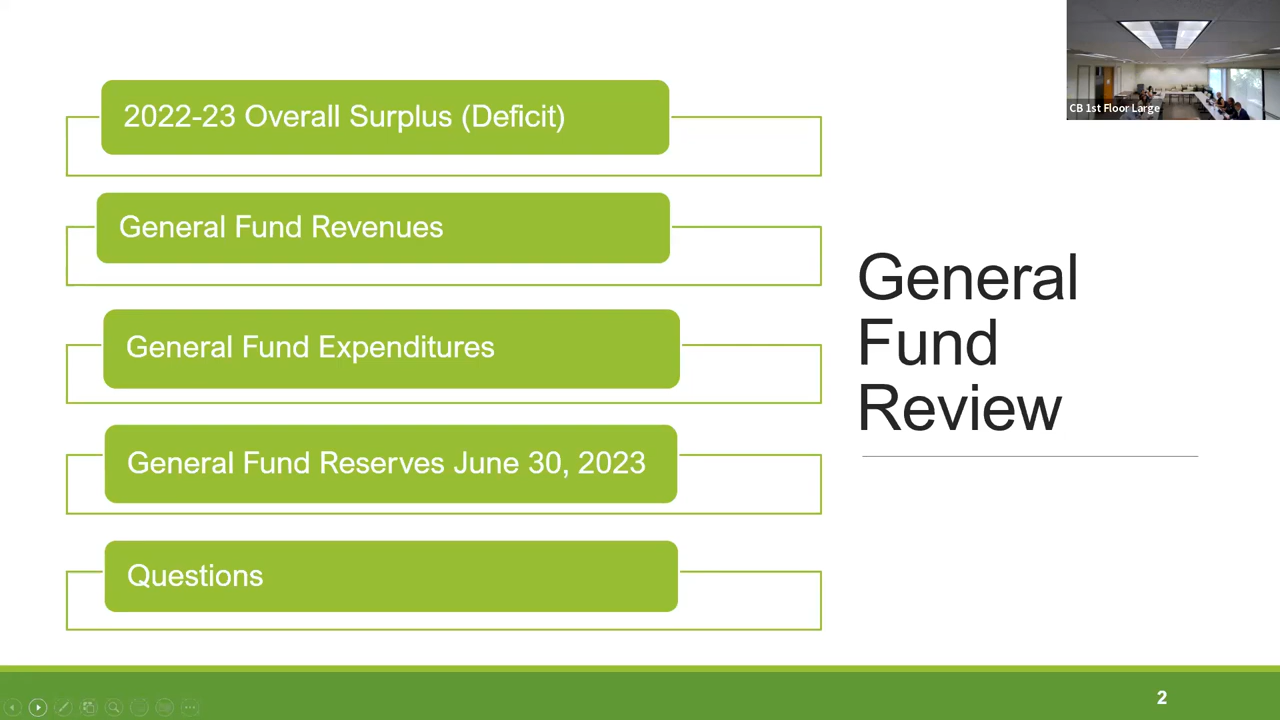 2022-23 Overall Surplus (Deficit)
General Fund Revenues
General Fund Expenditures
General Fund Reserves June 30, 2023
Questions
General
Fund
Review
CB 1st Floor Large
2